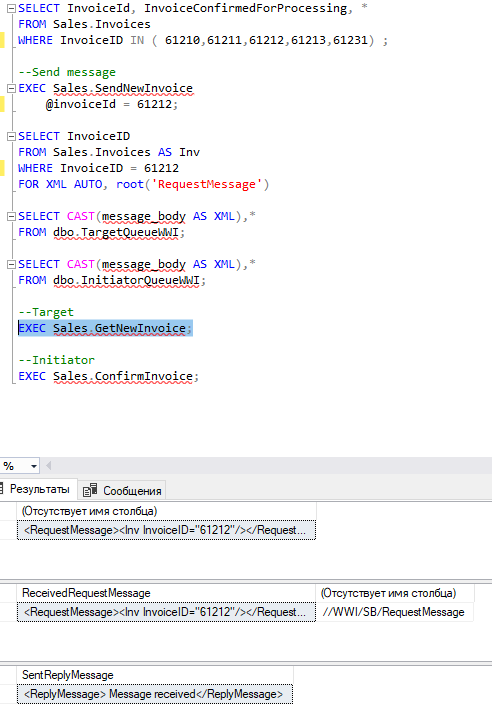 SELECT InvoiceId, InvoiceConfirmedForProcessing, *
FROM Sales.Invoices
WHERE InvoiceID IN ( 61210,61211,61212,61213,61231) ;
--Send message
EXEC Sales.SendNewInvoice
@invoiceId = 61212;
SELECT InvoiceID
FROM Sales.Invoices AS Inv
WHERE InvoiceID = 61212
FOR XML AUTO, root('RequestMessage')
SELECT CAST(message_body AS XML),*
FROM dbo.TargetQueueWWI;
SELECT CAST(message_body AS XML),*
FROM dbo.InitiatorQueueWWI;
--Target
EXEC Sales.GetNewInvoice;
--Initiator
EXEC Sales.ConfirmInvoice;
%
Результаты Сообщения
(Отсутствует имя столбца)
<RequestMessage><Inv InvoiceID="61212"/></Request...
ReceivedRequestMessage (Отсутствует имя столбца)
<RequestMessage><Inv InvoiceID="61212"/></Request... //WWI/SB/RequestMessage
SentReplyMessage
<ReplyMessage> Message received</ReplyMessage>